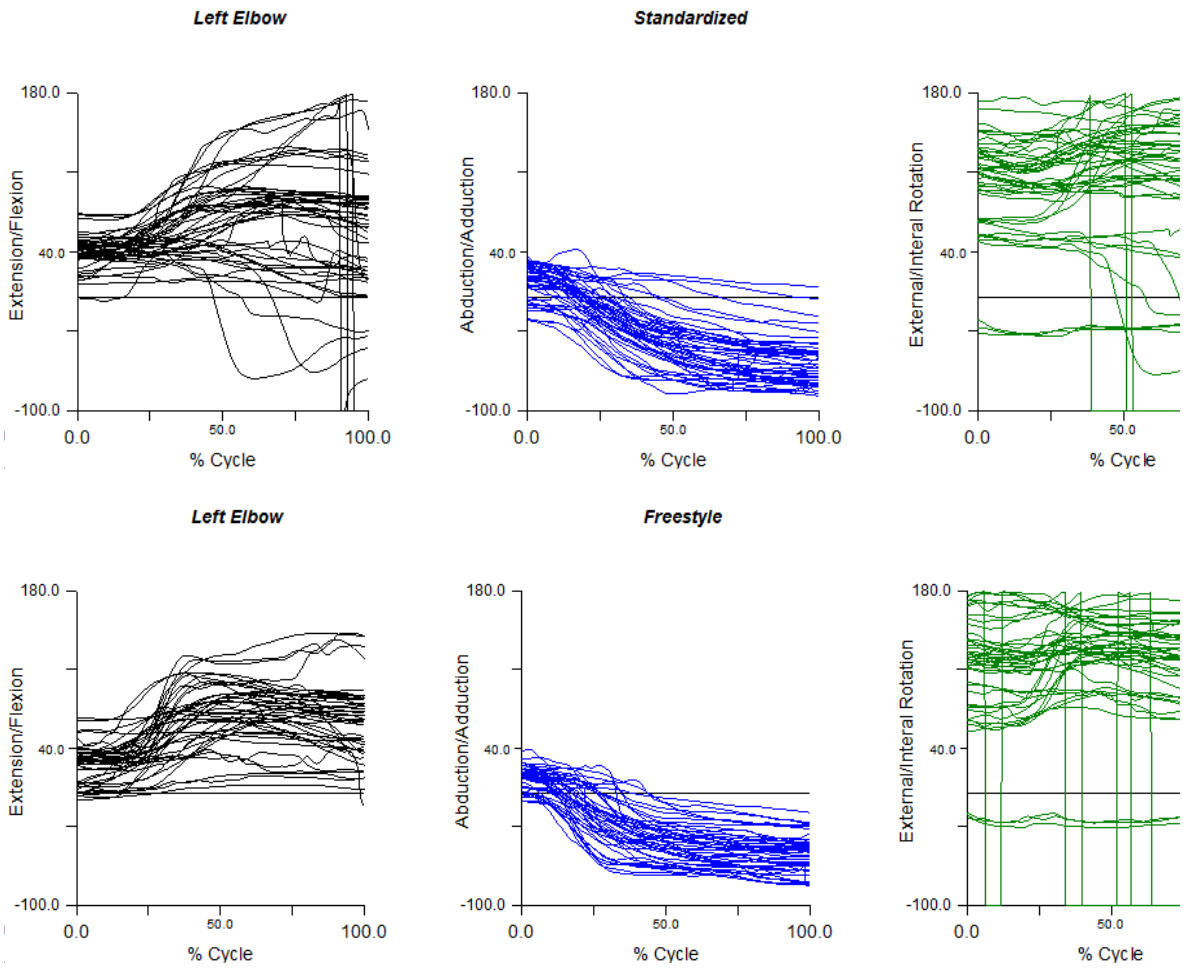 Left Elbow
Standardized
180.0
40.0
-100.0
Extension/Flexion
0.0
50.0
100.0
% Cycle
180.0
40.0
-100.0
Abduction/Adduction
0.0
50.0
100.0
% Cycle
180.0
40.0
-100.0
External/Interal Rotation
0.0
50.0
% Cycle
Left Elbow
Freestyle
180.0
40.0
-100.0
Extension/Flexion
0.0
50.0
100.0
% Cycle
180.0
40.0
-100.0
Abduction/Adduction
0.0
50.0
100.0
% Cycle
180.0
40.0
-100.0
External/Interal Rotation
0.0
50.0
% Cycle